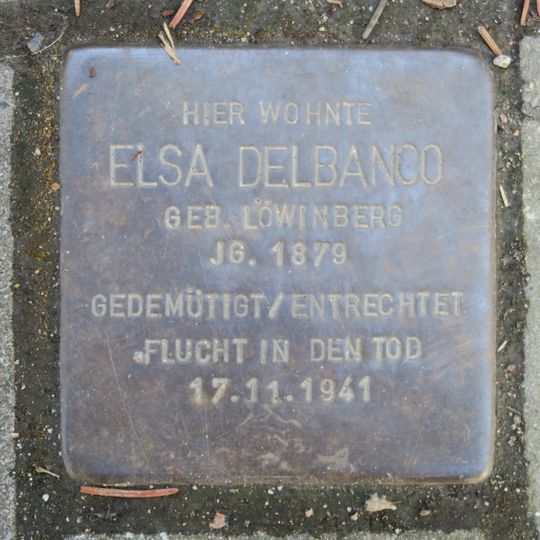 HIER WOHNTE
ELSA DELBANCO
GEB. LÖWINBERG
JG. 1879
GEDEMÜTIGT/ENTRECHTET
FLUCHT IN DEN TOD
17.11.1941